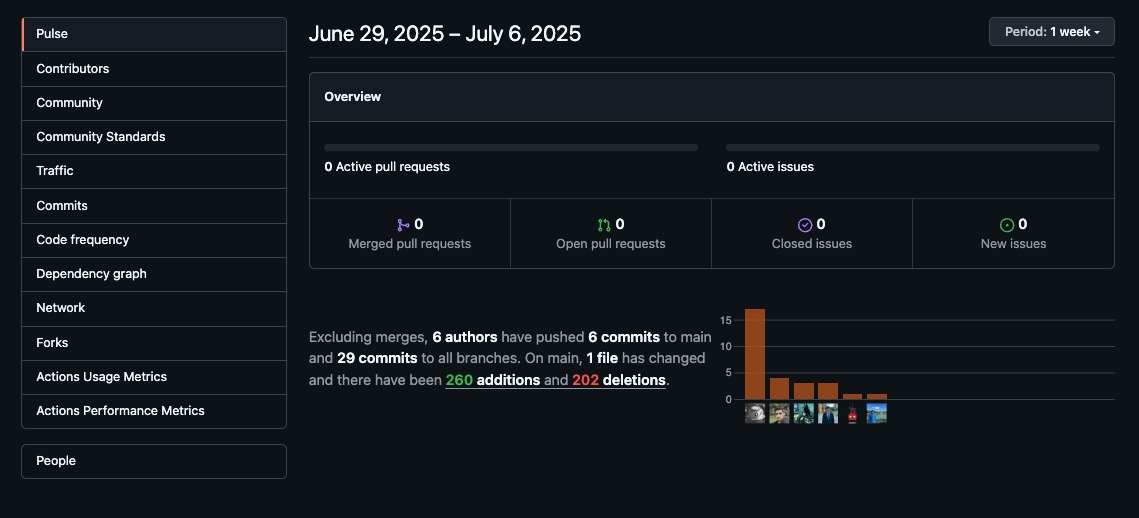 Pulse
Contributors
Community
Community Standards
Traffic
Commits
Code frequency
Dependency graph
Network
Forks
Actions Usage Metrics
Actions Performance Metrics
People
June 29, 2025 – July 6, 2025
Period: 1 week
Overview
0 Active pull requests
0 Active issues
0
Merged pull requests
0
Open pull requests
0
Closed issues
0
New issues
Excluding merges, 6 authors have pushed 6 commits to main
and 29 commits to all branches. On main, 1 file has changed
and there have been 260 additions and 202 deletions.
15
10
5
0